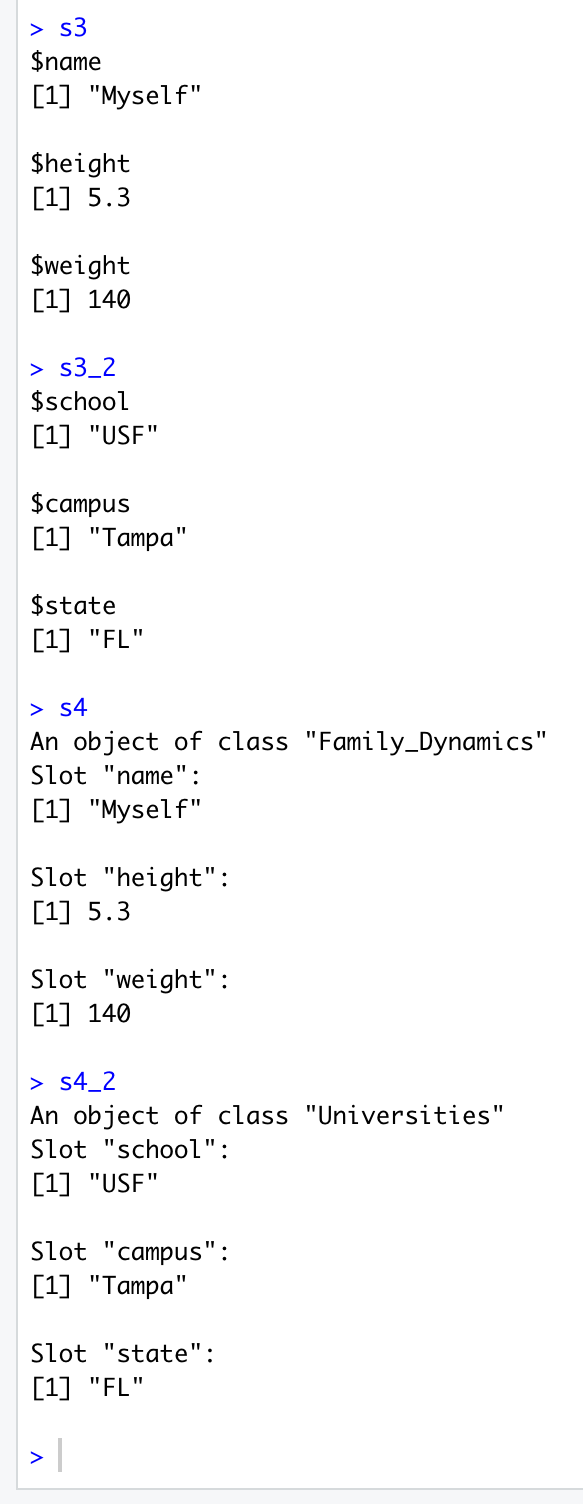 > s3
$name
[1] "Myself"
$height
[1] 5.3
$weight
[1] 140
> s3_2
$school
[1] "USF"
$campus
[1] "Tampa"
$state
[1] "FL"
> s4
An object of class "Family_Dynamics"
Slot "name":
[1] "Myself"
Slot "height":
[1] 5.3
Slot "weight":
[1] 140
> s4_2
An object of class "Universities"
Slot "school":
[1] "USF"
Slot "campus":
[1] "Tampa"
Slot "state":
[1] "FL"
>